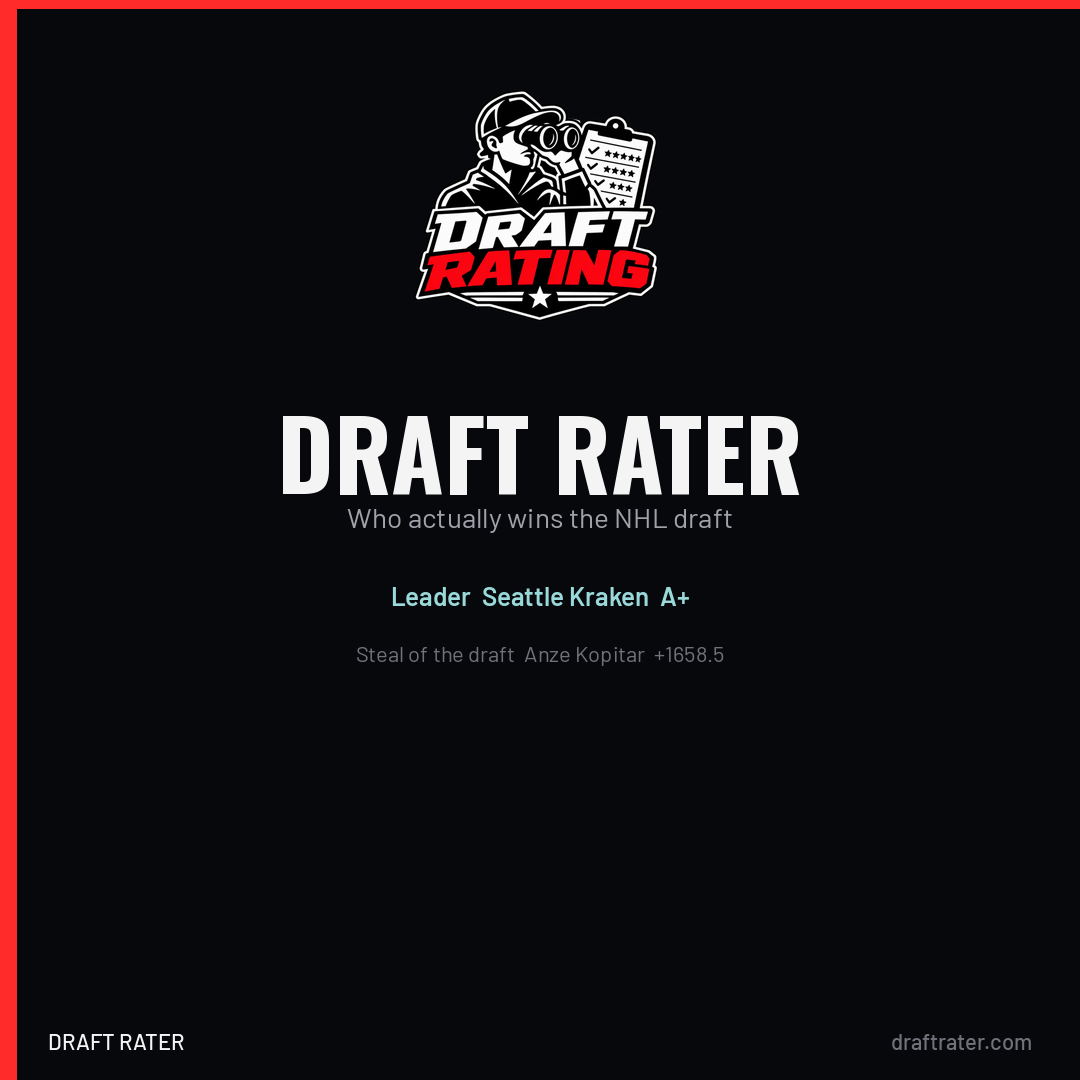 DRAFT
RATING
DRAFT RATER
Who actually wins the NHL draft
Leader Seattle Kraken A+
Steal of the draft Anze Kopitar +1658.5
DRAFT RATER
draftrater.com